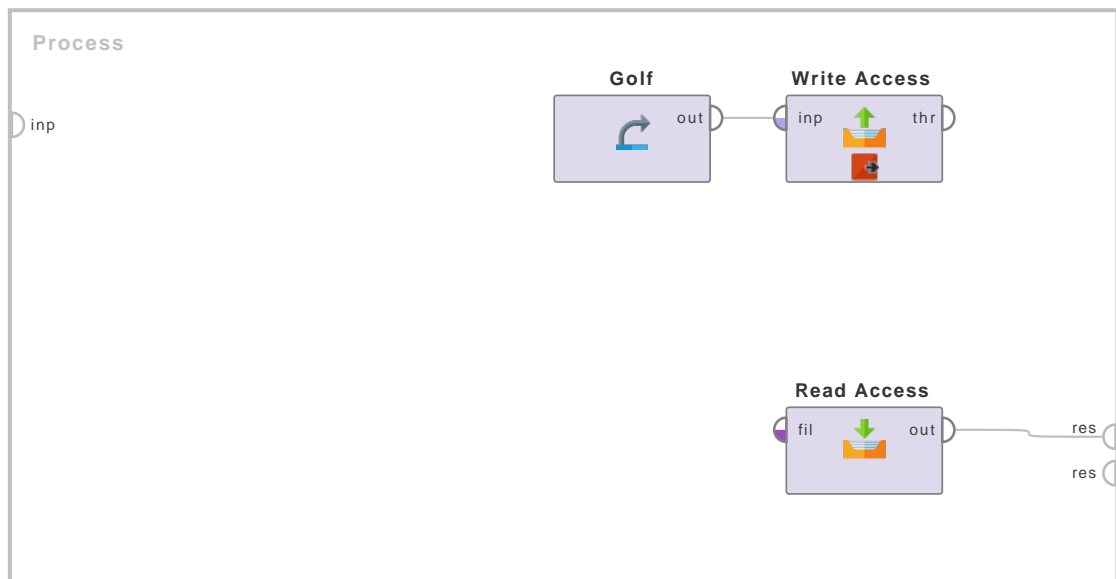 Process
inp
Golf
out
Write Access
inp
thr
Read Access
fil
out
res
res